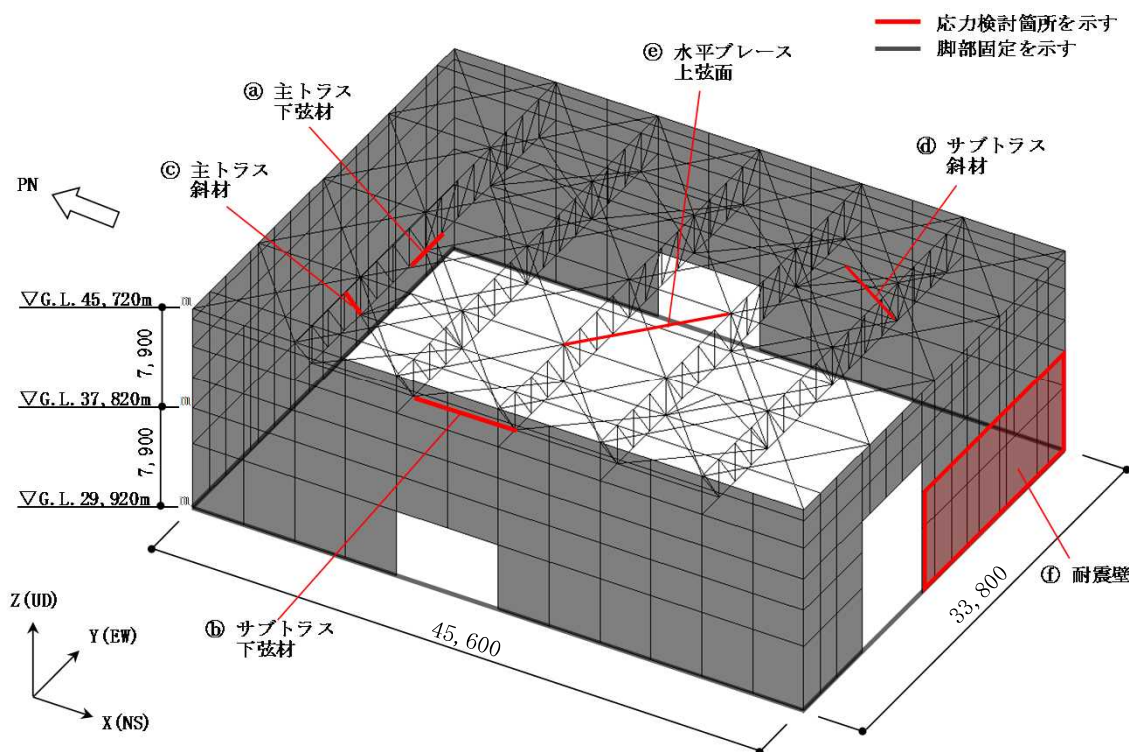 応力検討箇所を示す
脚部固定を示す
ⓔ 水平ブレース
上弦面
ⓐ 主トラス
下弦材
ⓓ サブトラス
斜材
ⓒ 主トラス
斜材
PN
▽G.L.45,720m
7,900
▽G.L.37,820m
7,900
▽G.L.29,920m
ⓕ 耐震壁
33,800
45,600
ⓑ サブトラス
下弦材
Z(UD)
Y(EW)
X(NS)